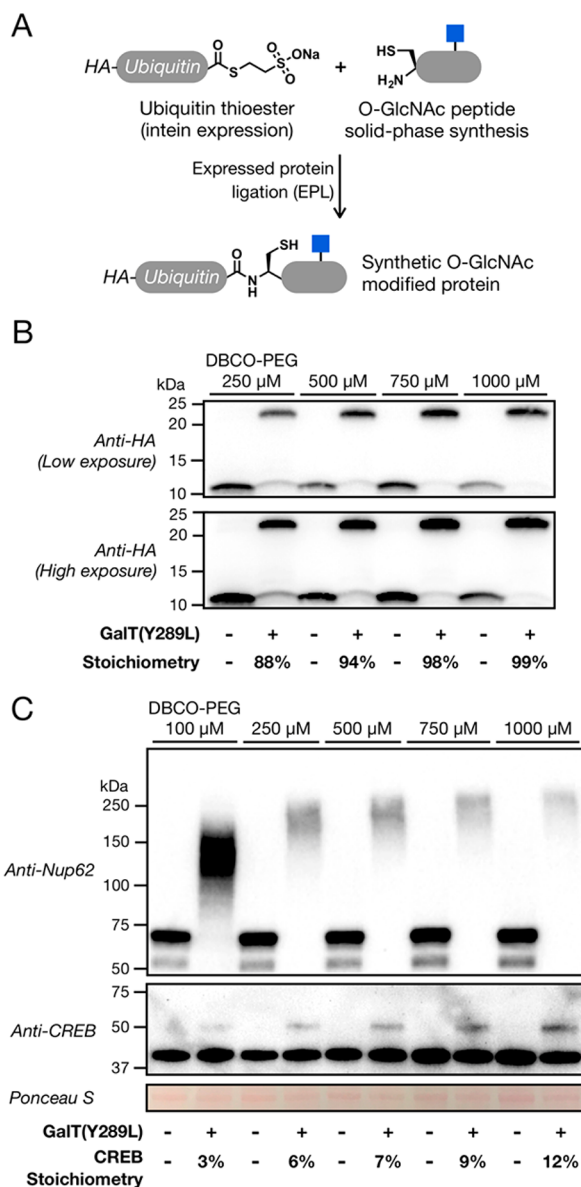 A
HA-Ubiquitin
O
S
O
S
O
ONa
+
HS
H2N
Ubiquitin thioester
(intein expression)
O-GlcNAc peptide
solid-phase synthesis
Expressed protein
ligation (EPL)
HA-Ubiquitin
O
N
H
SH
Synthetic O-GlcNAc
modified protein
B
DBCO-PEG
kDa 250 µM 500 µM 750 µM 1000 µM
25
20
Anti-HA
(Low exposure)
15
10
25
20
Anti-HA
(High exposure)
15
10
GalT(Y289L) - + - + - + - +
Stoichiometry - 88% - 94% - 98% - 99%
C
DBCO-PEG
100 µM 250 µM 500 µM 750 µM 1000 µM
kDa
250
150
Anti-Nup62
100
75
50
75
Anti-CREB 50
37
Ponceau S
GalT(Y289L) - + - + - + - + - +
CREB - 3% - 6% - 7% - 9% - 12%
Stoichiometry